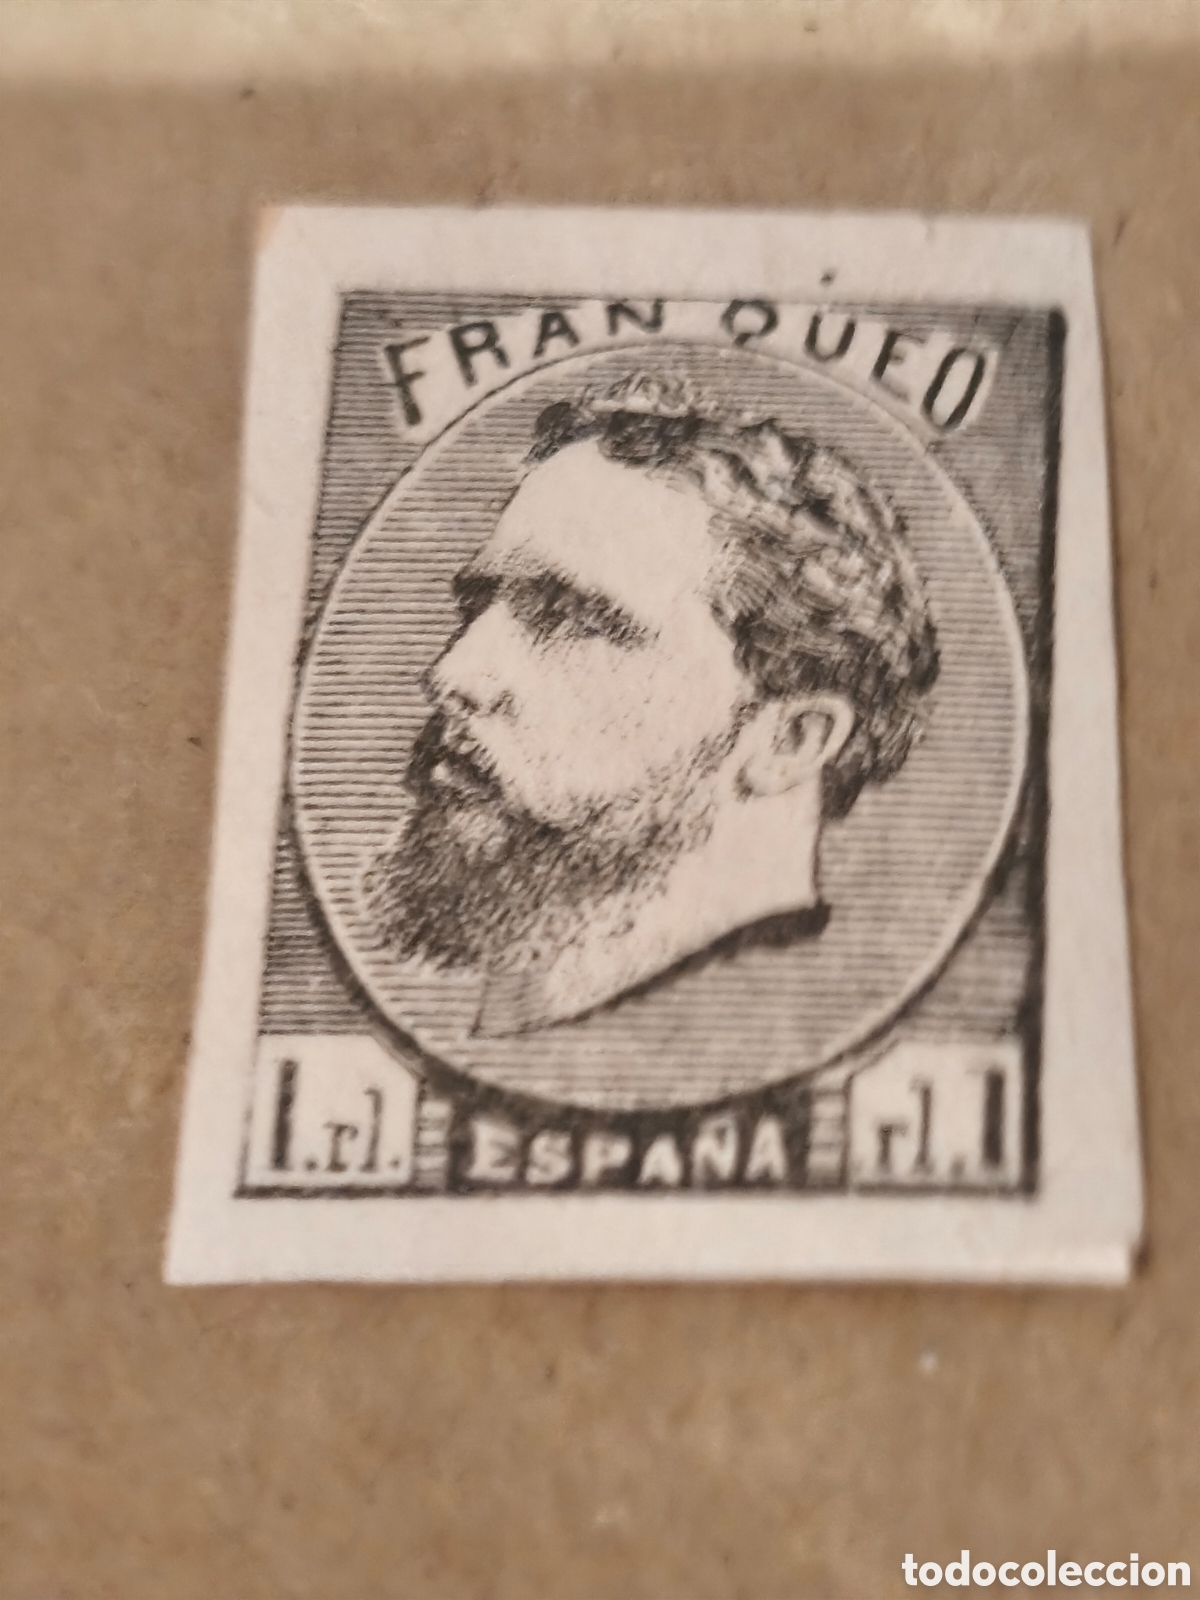 FRANQUEO
1.rl. ESPAÑA rl.1
todocoleccion